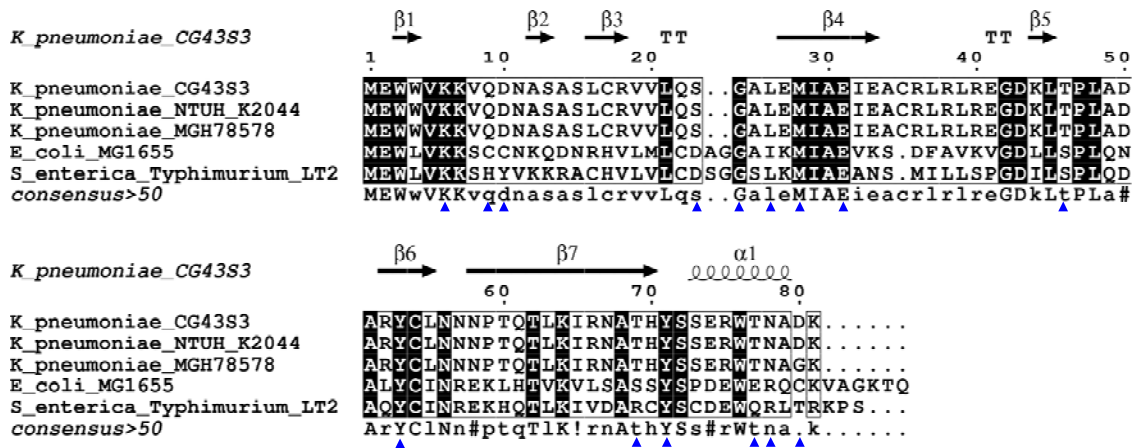 β1 β2 β3 β4 β5
K_pneumoniae_CG43S3 TT TT
1 10 20 30 40 50
K_pneumoniae_CG43S3 MEWWVKKVQDNASASLCRVVLQS..GALEMIAEIEACRLRLREGDKLTPLAD
K_pneumoniae_NTUH_K2044 MEWWVKKVQDNASASLCRVVLQS..GALEMIAEIEACRLRLREGDKLTPLAD
K_pneumoniae_MGH78578 MEWWVKKVQDNASASLCRVVLQS..GALEMIAEIEACRLRLREGDKLTPLAD
E_coli_MG1655 MEWLVKKSCCNKQDNRHVLMLCDAGGAIKMIAEVKS.DFAVKVGDLLSPLQN
S_enterica_Typhimurium_LT2 MEWLVKKSHYVKKRACHVLVLCDSGGSLKMIAEANS.MILLSPGDILSPLQD
consensus>50 MEWwvKKvqdnasaslcrvvLqs..GaleMIAEieacrlrlreGDkLtPLa#
β6 β7 α1
K_pneumoniae_CG43S3
60 70 80
K_pneumoniae_CG43S3 ARYCLNNNPTQTLKIRNATHYSSERWTNADK......
K_pneumoniae_NTUH_K2044 ARYCLNNNPTQTLKIRNATHYSSERWTNADK......
K_pneumoniae_MGH78578 ARYCLNNNPTQTLKIRNATHYSSERWTNAGK......
E_coli_MG1655 ALYCINREKLHTVKVLSASSYSPDEWERQCKVAGKTQ
S_enterica_Typhimurium_LT2 AQYCINREKHQTLKIVDARCYSCDEWQRLTRKPS...
consensus>50 ArYClNn#ptqTlK!rnAthYSs#rWtna.k......